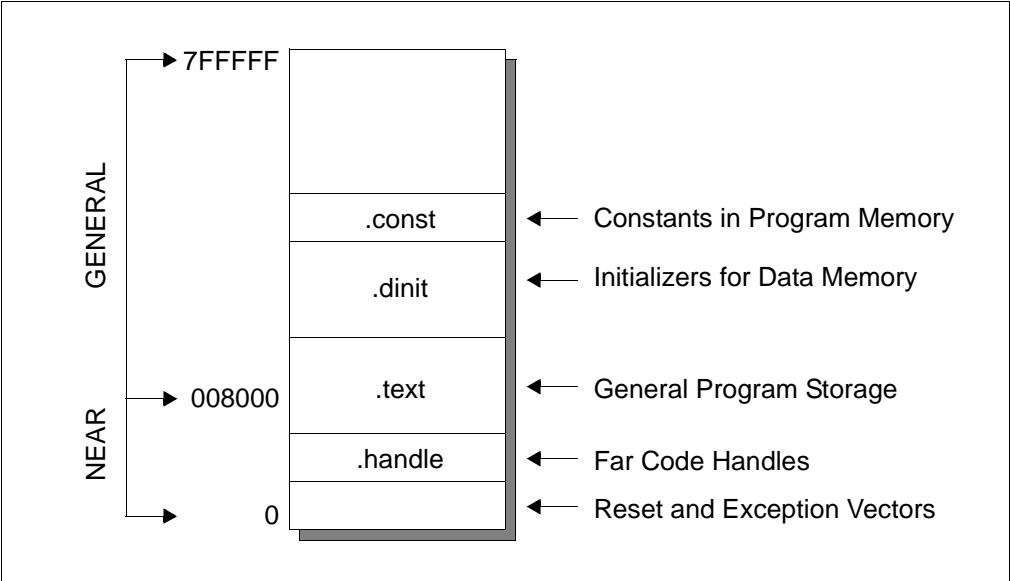 7FFFFF
GENERAL
.const
Constants in Program Memory
.dinit
Initializers for Data Memory
008000
.text
General Program Storage
NEAR
.handle
Far Code Handles
0
Reset and Exception Vectors